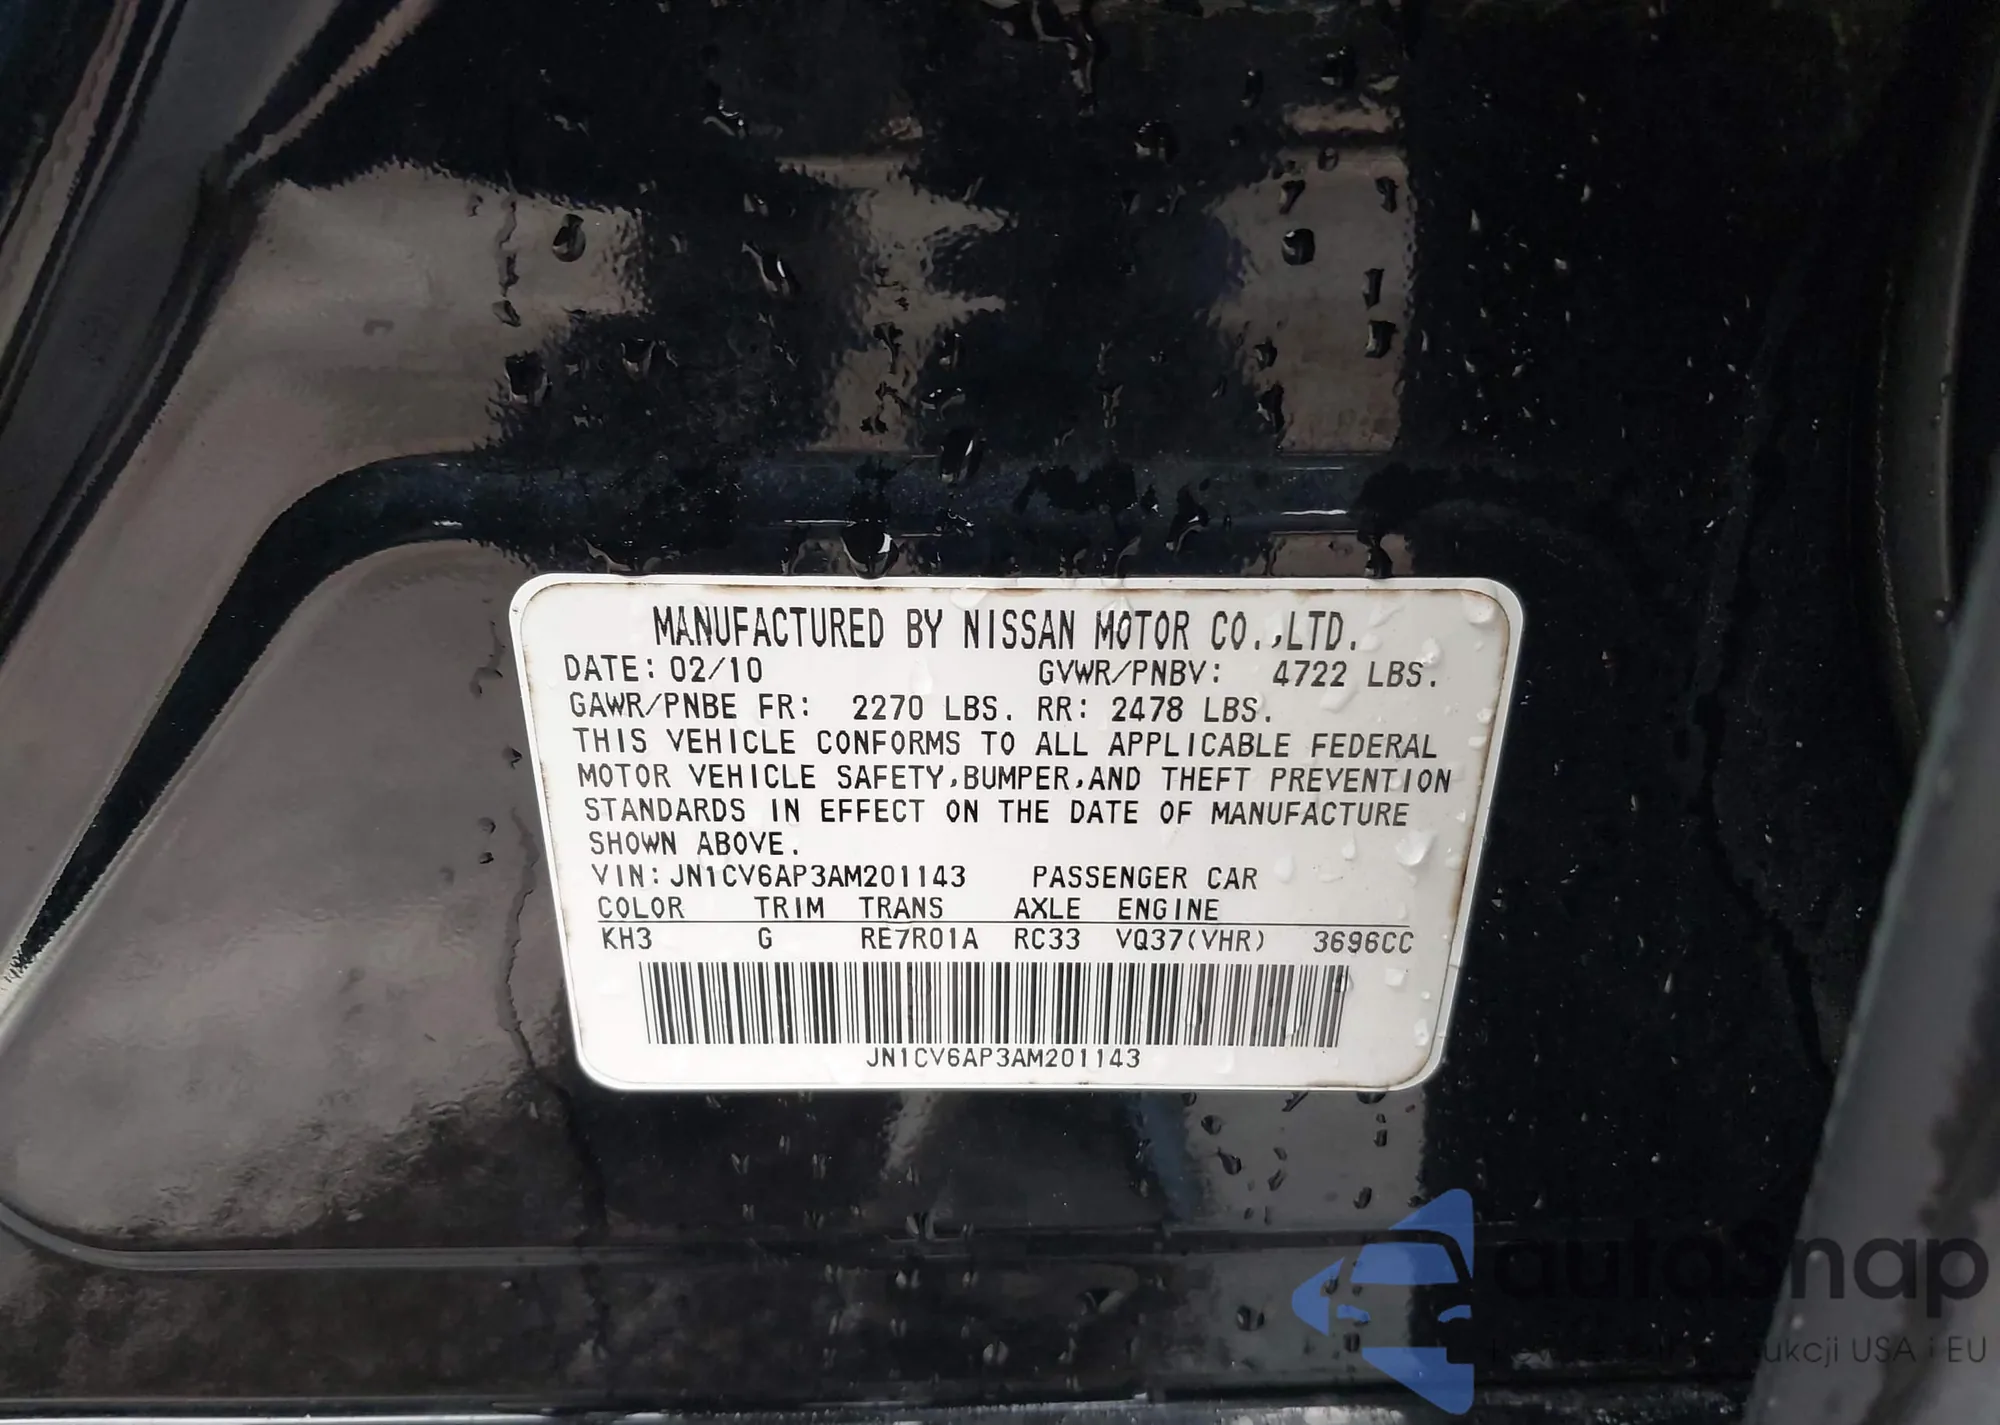 MANUFACTURED BY NISSAN MOTOR CO.,LTD.
DATE: 02/10 GVWR/PNBV: 4722 LBS.
GAWR/PNBE FR: 2270 LBS. RR: 2478 LBS.
THIS VEHICLE CONFORMS TO ALL APPLICABLE FEDERAL
MOTOR VEHICLE SAFETY,BUMPER,AND THEFT PREVENTION
STANDARDS IN EFFECT ON THE DATE OF MANUFACTURE
SHOWN ABOVE.
VIN: JN1CV6AP3AM201143 PASSENGER CAR
COLOR TRIM TRANS AXLE ENGINE
KH3 G RE7R01A RC33 VQ37(VHR) 3696CC
JN1CV6AP3AM201143
autoSnap
USA i EU